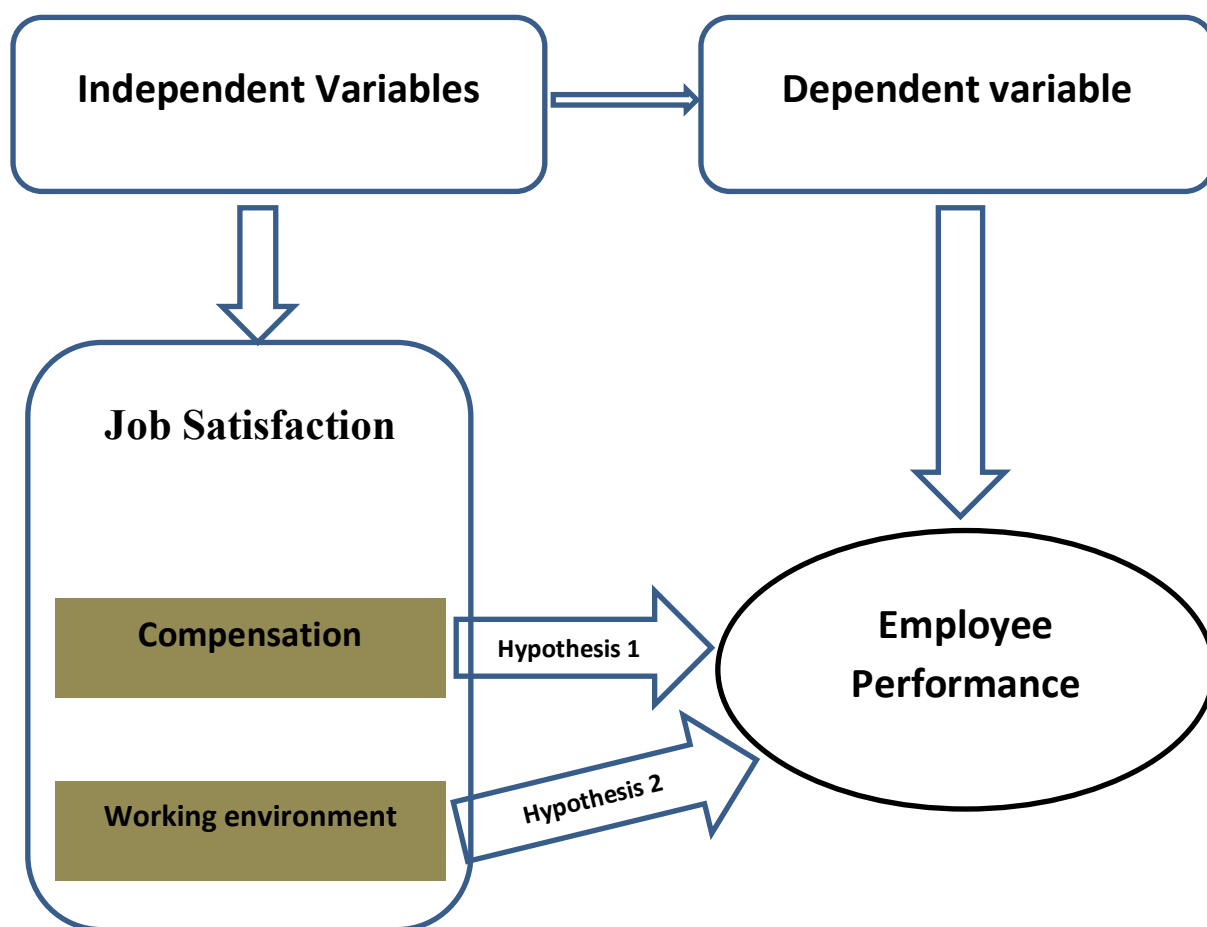 Independent Variables
Dependent variable
Job Satisfaction
Compensation
Hypothesis 1
Employee
Performance
Working environment
Hypothesis 2